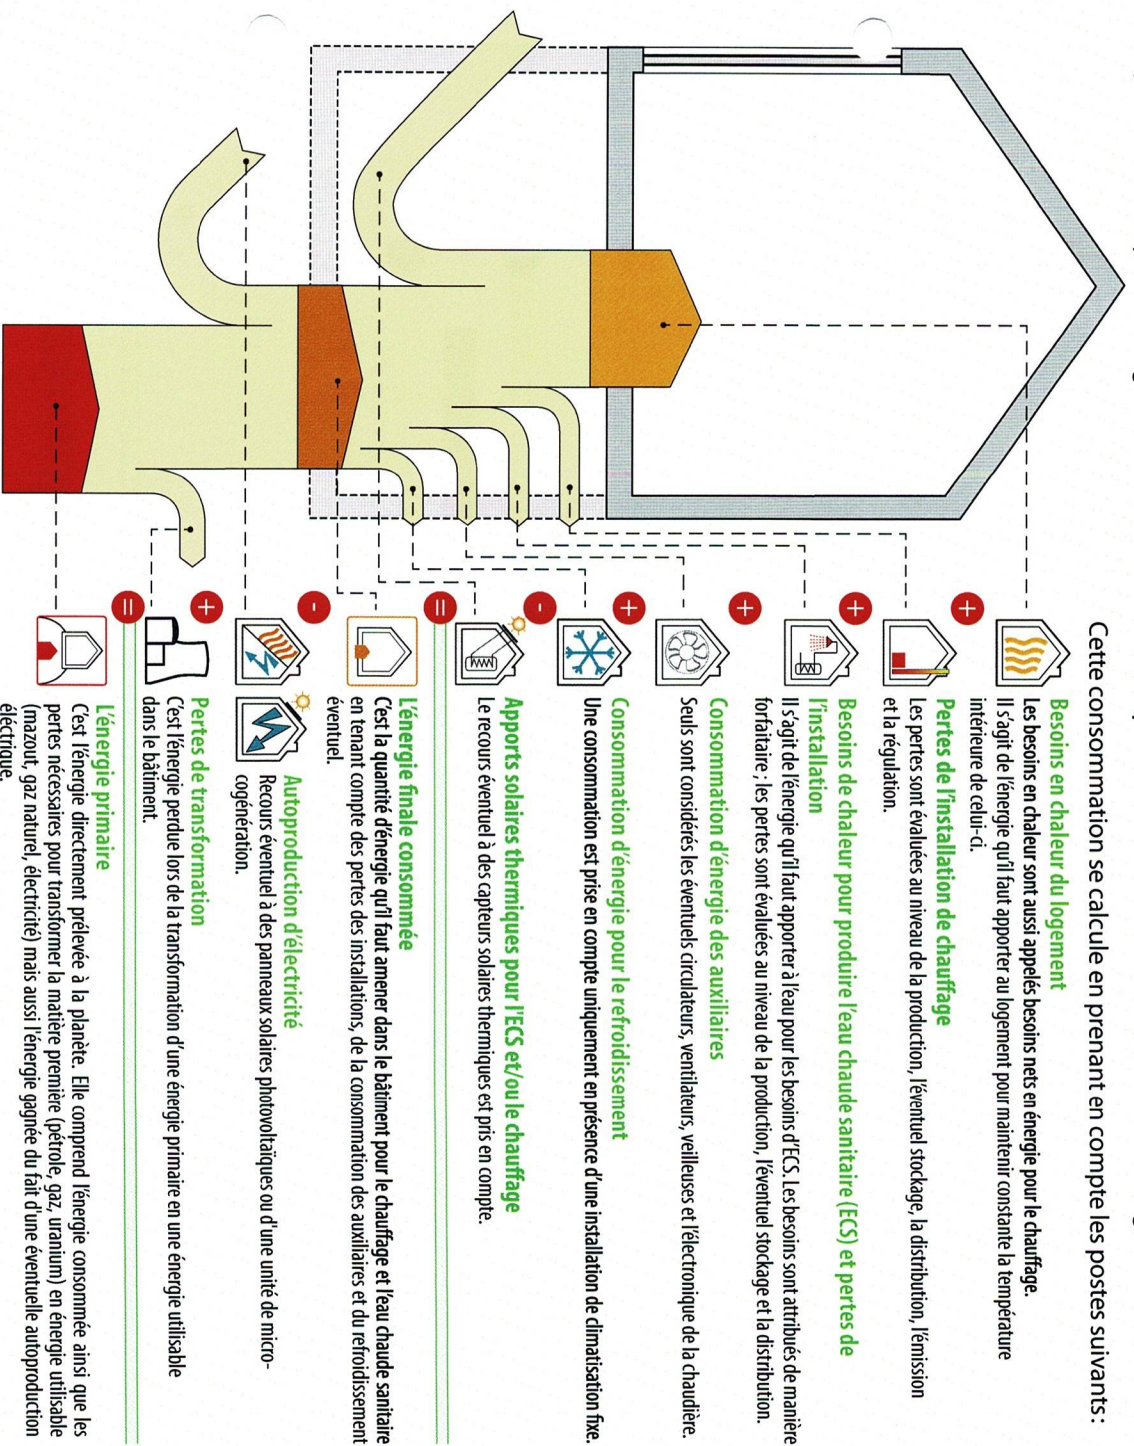 Cette consommation se calcule en prenant en compte les postes suivants:
Besoins en chaleur du logement
Les besoins en chaleur sont aussi appelés besoins nets en énergie pour le chauffage.
Il s'agit de l'énergie qu'il faut apporter au logement pour maintenir constante la température
intérieure de celui-ci.
+
Pertes de l'installation de chauffage
Les pertes sont évaluées au niveau de la production, l'éventuel stockage, la distribution, l'émission
et la régulation.
+
Besoins de chaleur pour produire l'eau chaude sanitaire (ECS) et pertes de
l'installation
Il s'agit de l'énergie qu'il faut apporter à l'eau pour les besoins d'ECS. Les besoins sont attribués de manière
forfaitaire ; les pertes sont évaluées au niveau de la production, l'éventuel stockage et la distribution.
+
Consommation d'énergie des auxiliaires
Seuls sont considérés les éventuels circulateurs, ventilateurs, veilleuses et l'électronique de la chaudière.
+
Consommation d'énergie pour le refroidissement
Une consommation est prise en compte uniquement en présence d'une installation de climatisation fixe.
-
Apports solaires thermiques pour l'ECS et/ou le chauffage
Le recours éventuel à des capteurs solaires thermiques est pris en compte.
=
L'énergie finale consommée
C'est la quantité d'énergie qu'il faut amener dans le bâtiment pour le chauffage et l'eau chaude sanitaire
en tenant compte des pertes des installations, de la consommation des auxiliaires et du refroidissement
éventuel.
-
Autoproduction d'électricité
Recours éventuel à des panneaux solaires photovoltaïques ou d'une unité de micro-
cogénération.
+
Pertes de transformation
C'est l'énergie perdue lors de la transformation d'une énergie primaire en une énergie utilisable
dans le bâtiment.
=
L'énergie primaire
C'est l'énergie directement prélevée à la planète. Elle comprend l'énergie consommée ainsi que les
pertes nécessaires pour transformer la matière première (pétrole, gaz, uranium) en énergie utilisable
(mazout, gaz naturel, électricité) mais aussi l'énergie gagnée du fait d'une éventuelle autoproduction
électrique.